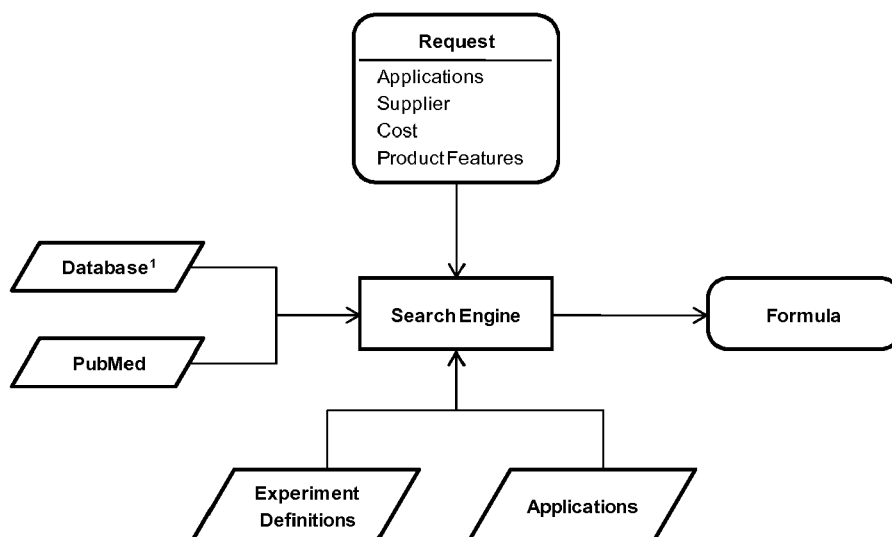 Request
Applications
Supplier
Cost
Product Features
Database¹
Search Engine
Formula
PubMed
Experiment
Definitions
Applications